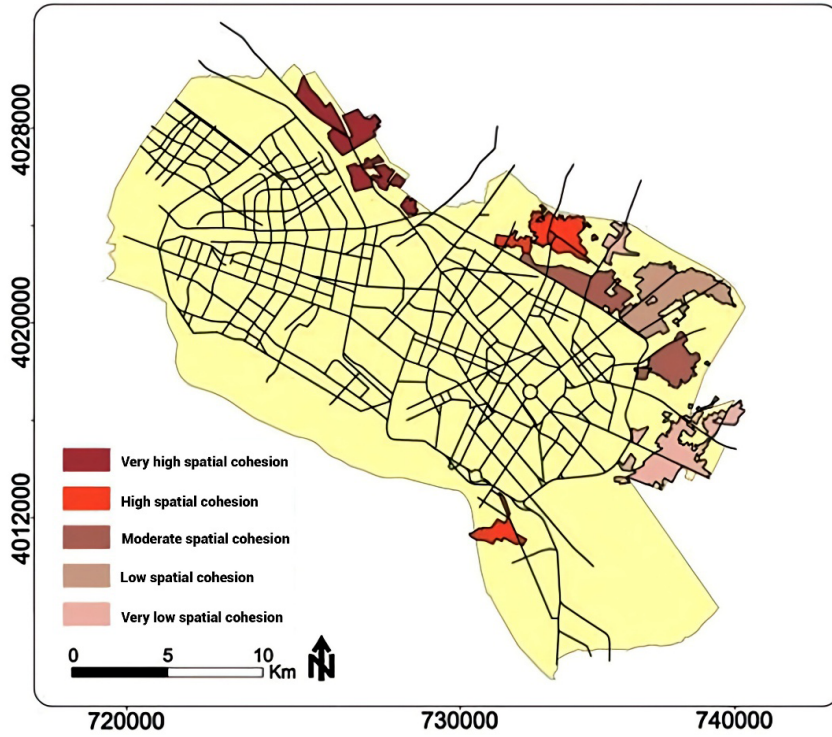 4028000
4020000
4012000
Very high spatial cohesion
High spatial cohesion
Moderate spatial cohesion
Low spatial cohesion
Very low spatial cohesion
0 5 10
Km
N
720000 730000 740000